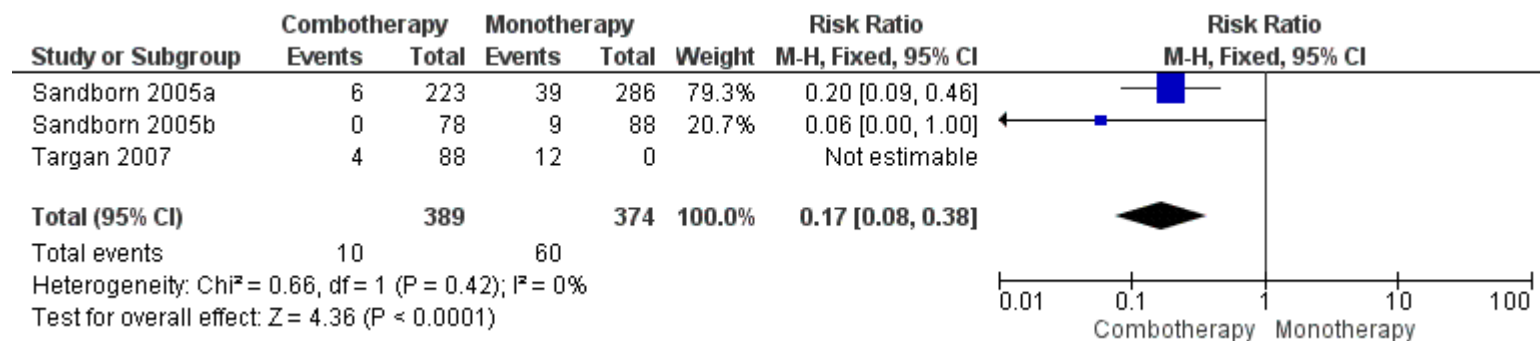 Combotherapy Monotherapy Risk Ratio Risk Ratio
Study or Subgroup Events Total Events Total Weight M-H, Fixed, 95% CI M-H, Fixed, 95% CI
Sandborn 2005a 6 223 39 286 79.3% 0.20 [0.09, 0.46]
Sandborn 2005b 0 78 9 88 20.7% 0.06 [0.00, 1.00]
Targan 2007 4 88 12 0 Not estimable
Total (95% CI) 389 374 100.0% 0.17 [0.08, 0.38]
Total events 10 60
Heterogeneity: Chi² = 0.66, df = 1 (P = 0.42); I² = 0%
Test for overall effect: Z = 4.36 (P < 0.0001)
0.01 0.1 1 10 100
Combotherapy Monotherapy